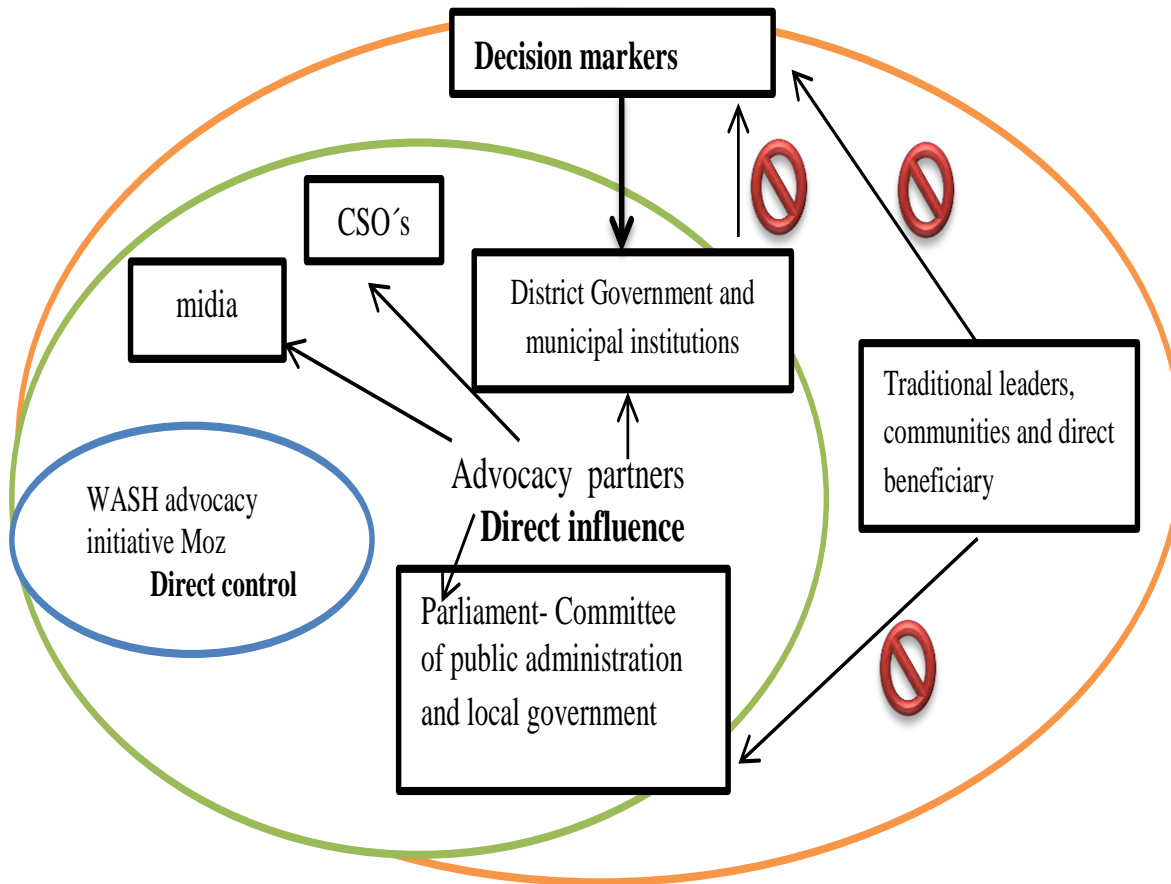 Decision markers
CSO´s
midia
District Government and
municipal institutions
Traditional leaders,
communities and direct
beneficiary
Advocacy partners
Direct influence
WASH advocacy
initiative Moz
Direct control
Parliament- Committee
of public administration
and local government